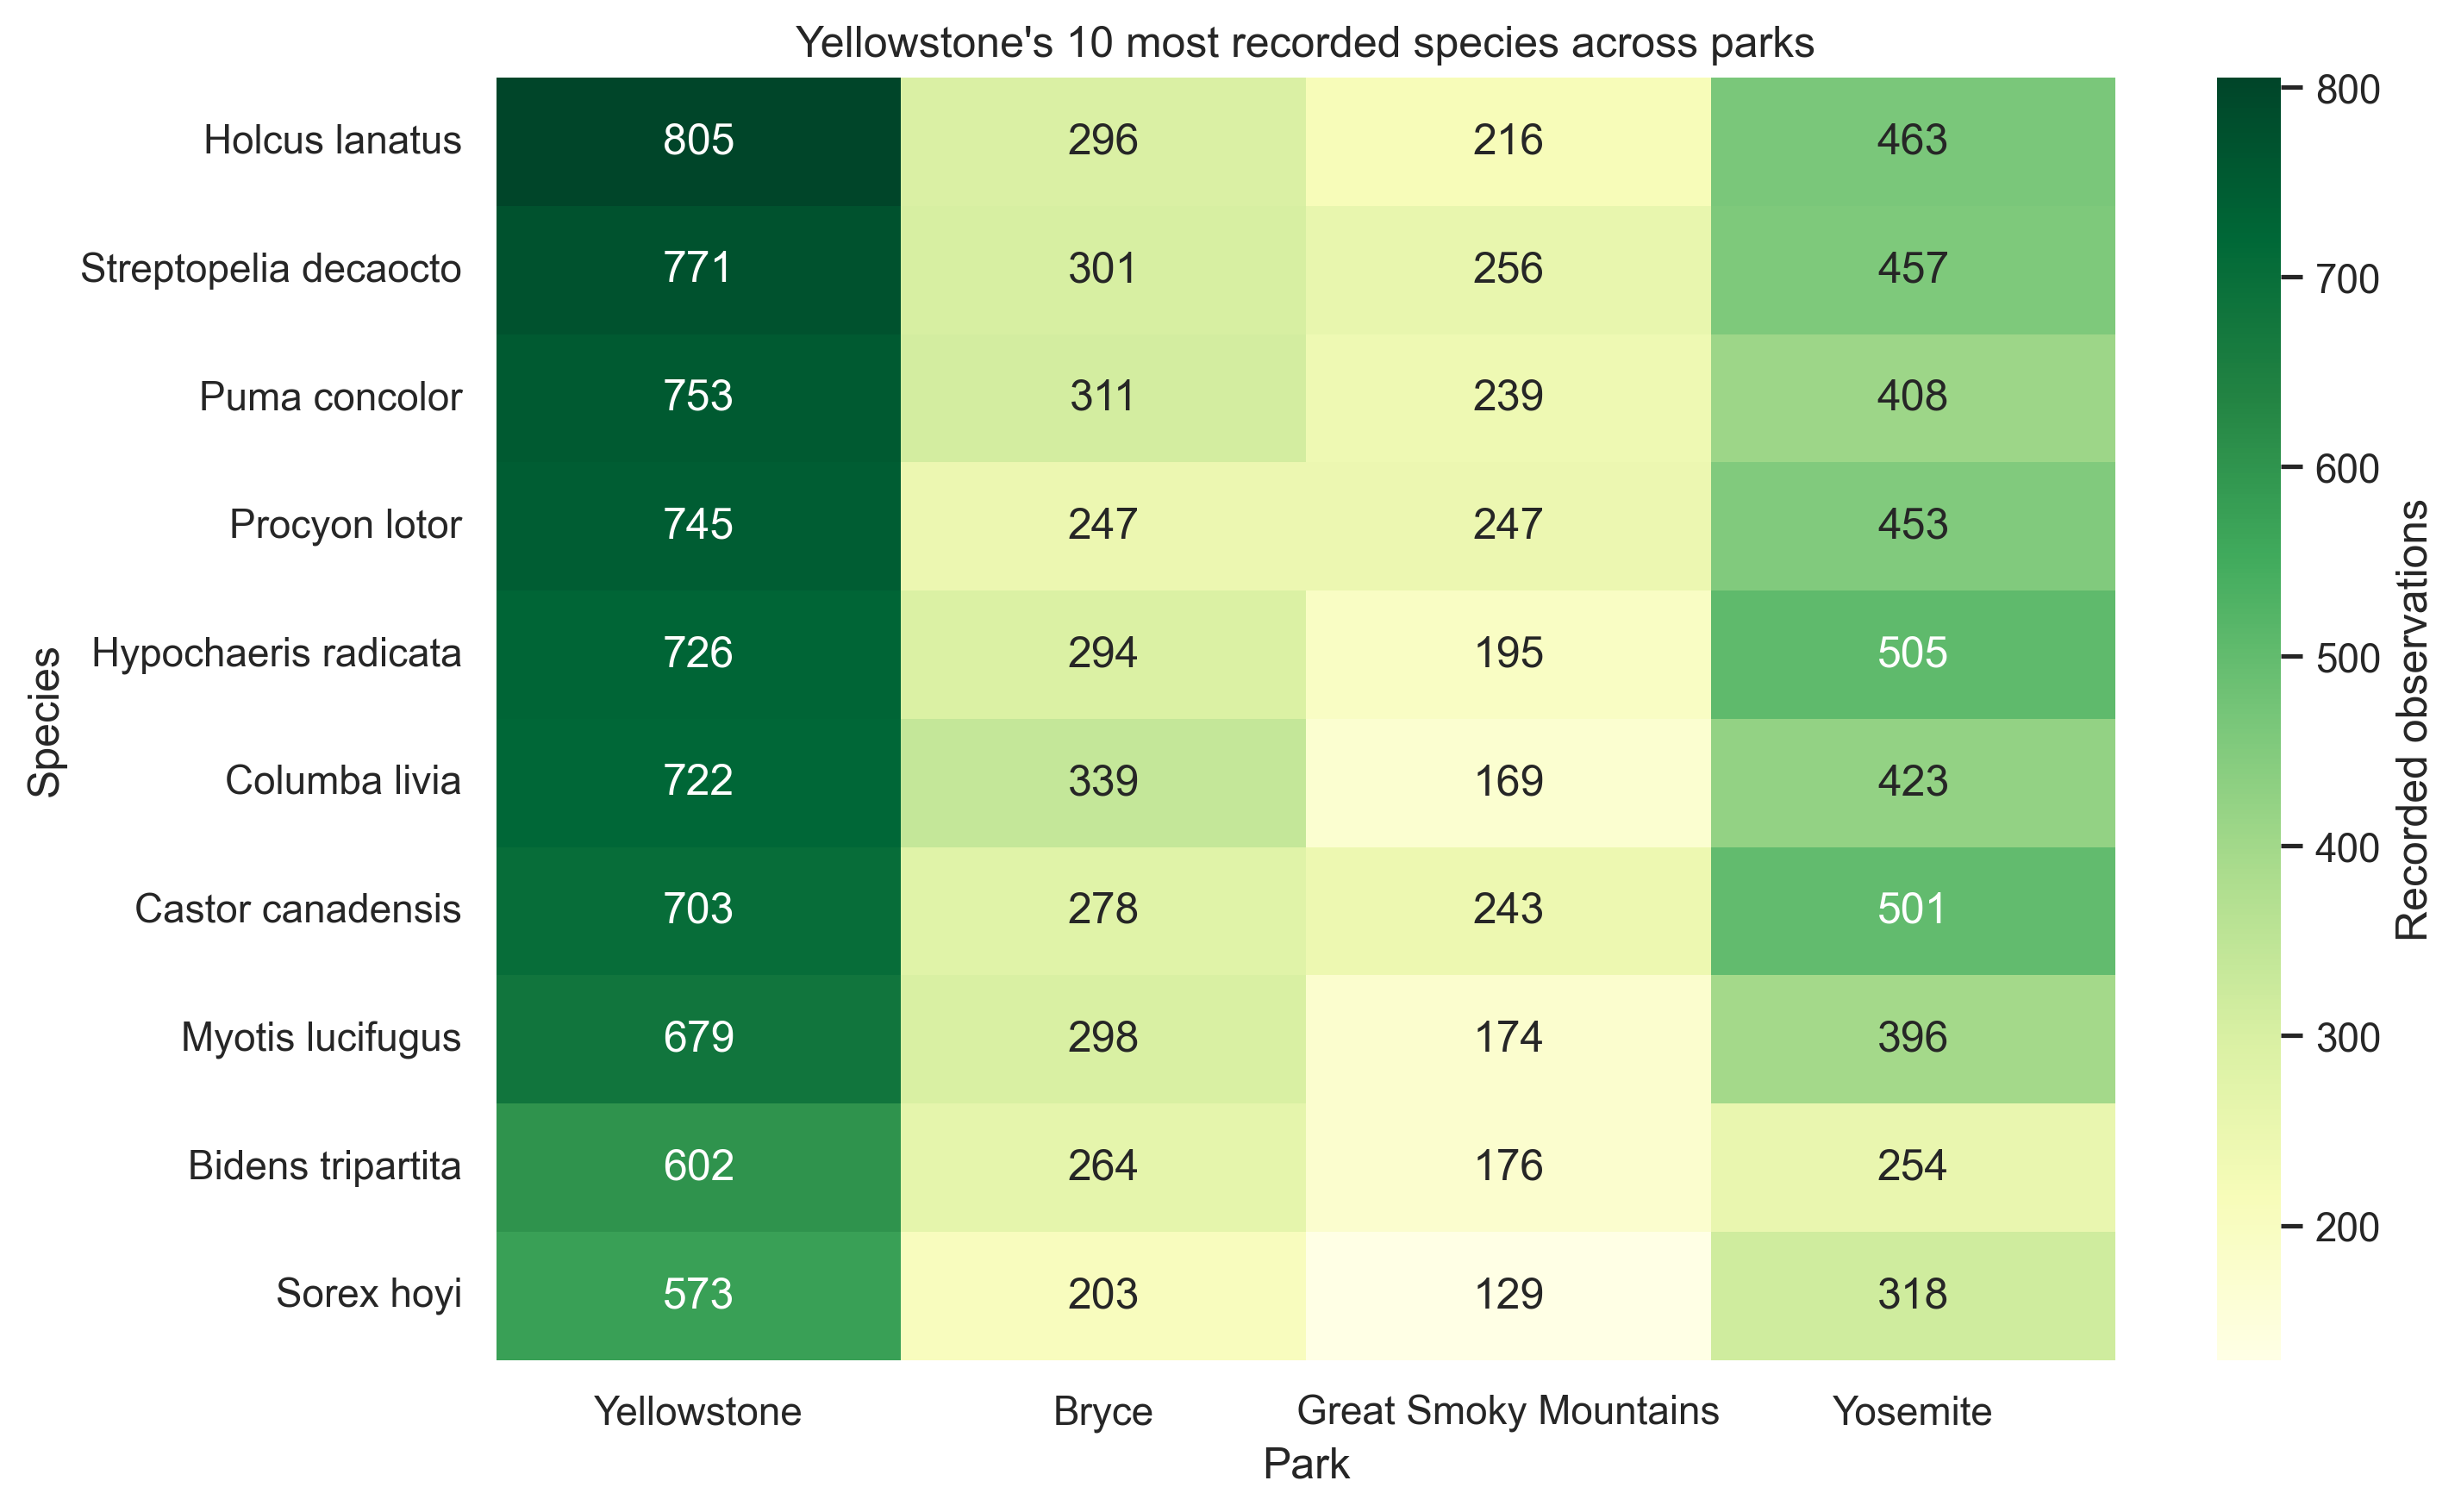 Yellowstone's 10 most recorded species across parks
Holcus lanatus 805 296 216 463
Streptopelia decaocto 771 301 256 457
Puma concolor 753 311 239 408
Procyon lotor 745 247 247 453
Hypochaeris radicata 726 294 195 505
Columba livia 722 339 169 423
Castor canadensis 703 278 243 501
Myotis lucifugus 679 298 174 396
Bidens tripartita 602 264 176 254
Sorex hoyi 573 203 129 318
Species
Yellowstone Bryce Great Smoky Mountains Yosemite
Park
800
700
600
500
400
300
200
Recorded observations